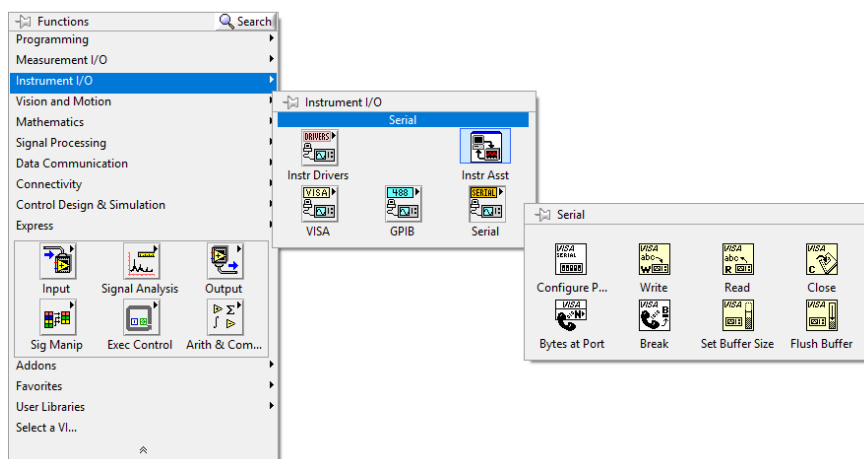 Functions
Search
Programming
Measurement I/O
Instrument I/O
Vision and Motion
Mathematics
Signal Processing
Data Communication
Connectivity
Control Design & Simulation
Express
Input Signal Analysis Output
Sig Manip Exec Control Arith & Com...
Addons
Favorites
User Libraries
Select a VI...
Instrument I/O
Serial
DRIVERS
Instr Drivers Instr Asst
VISA 488 SERIAL
VISA GPIB Serial
Serial
VISA SERIAL VISA abc W VISA abc R VISA C
Configure P... Write Read Close
VISA N VISA B VISA VISA
Bytes at Port Break Set Buffer Size Flush Buffer